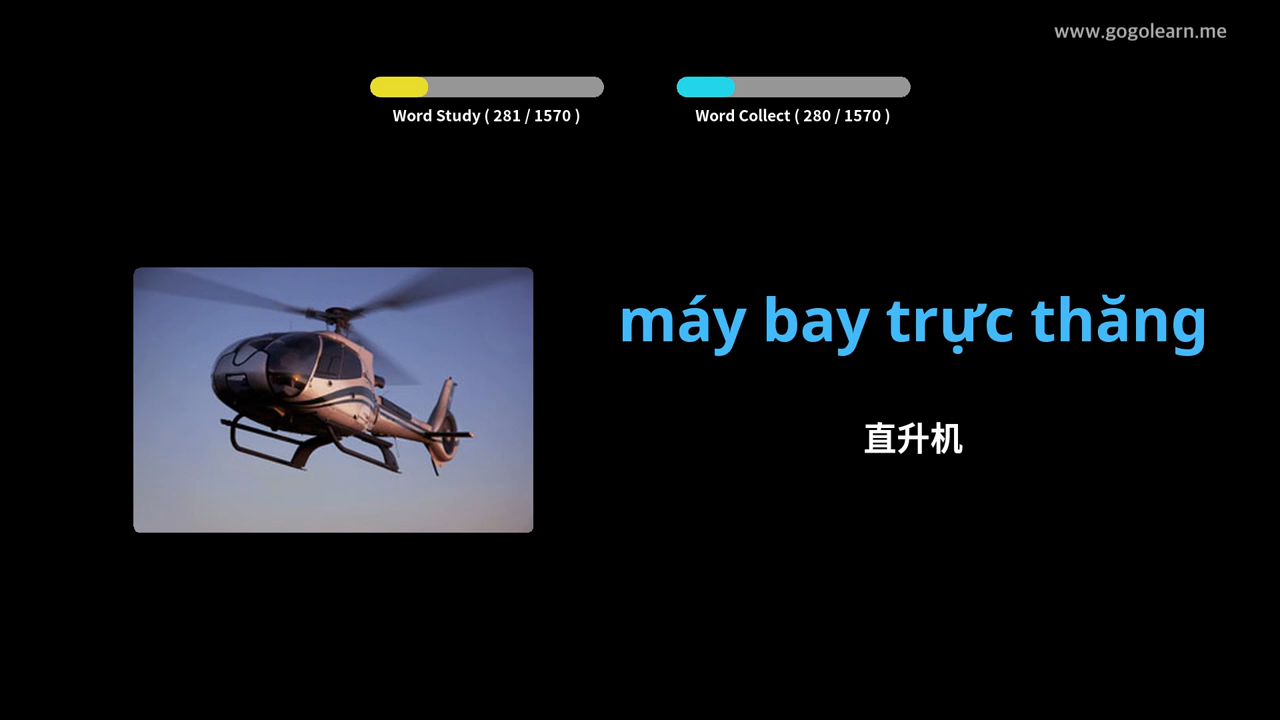 www.gogolearn.me
Word Study ( 281 / 1570 )
Word Collect ( 280 / 1570 )
máy bay trực thăng
直升机